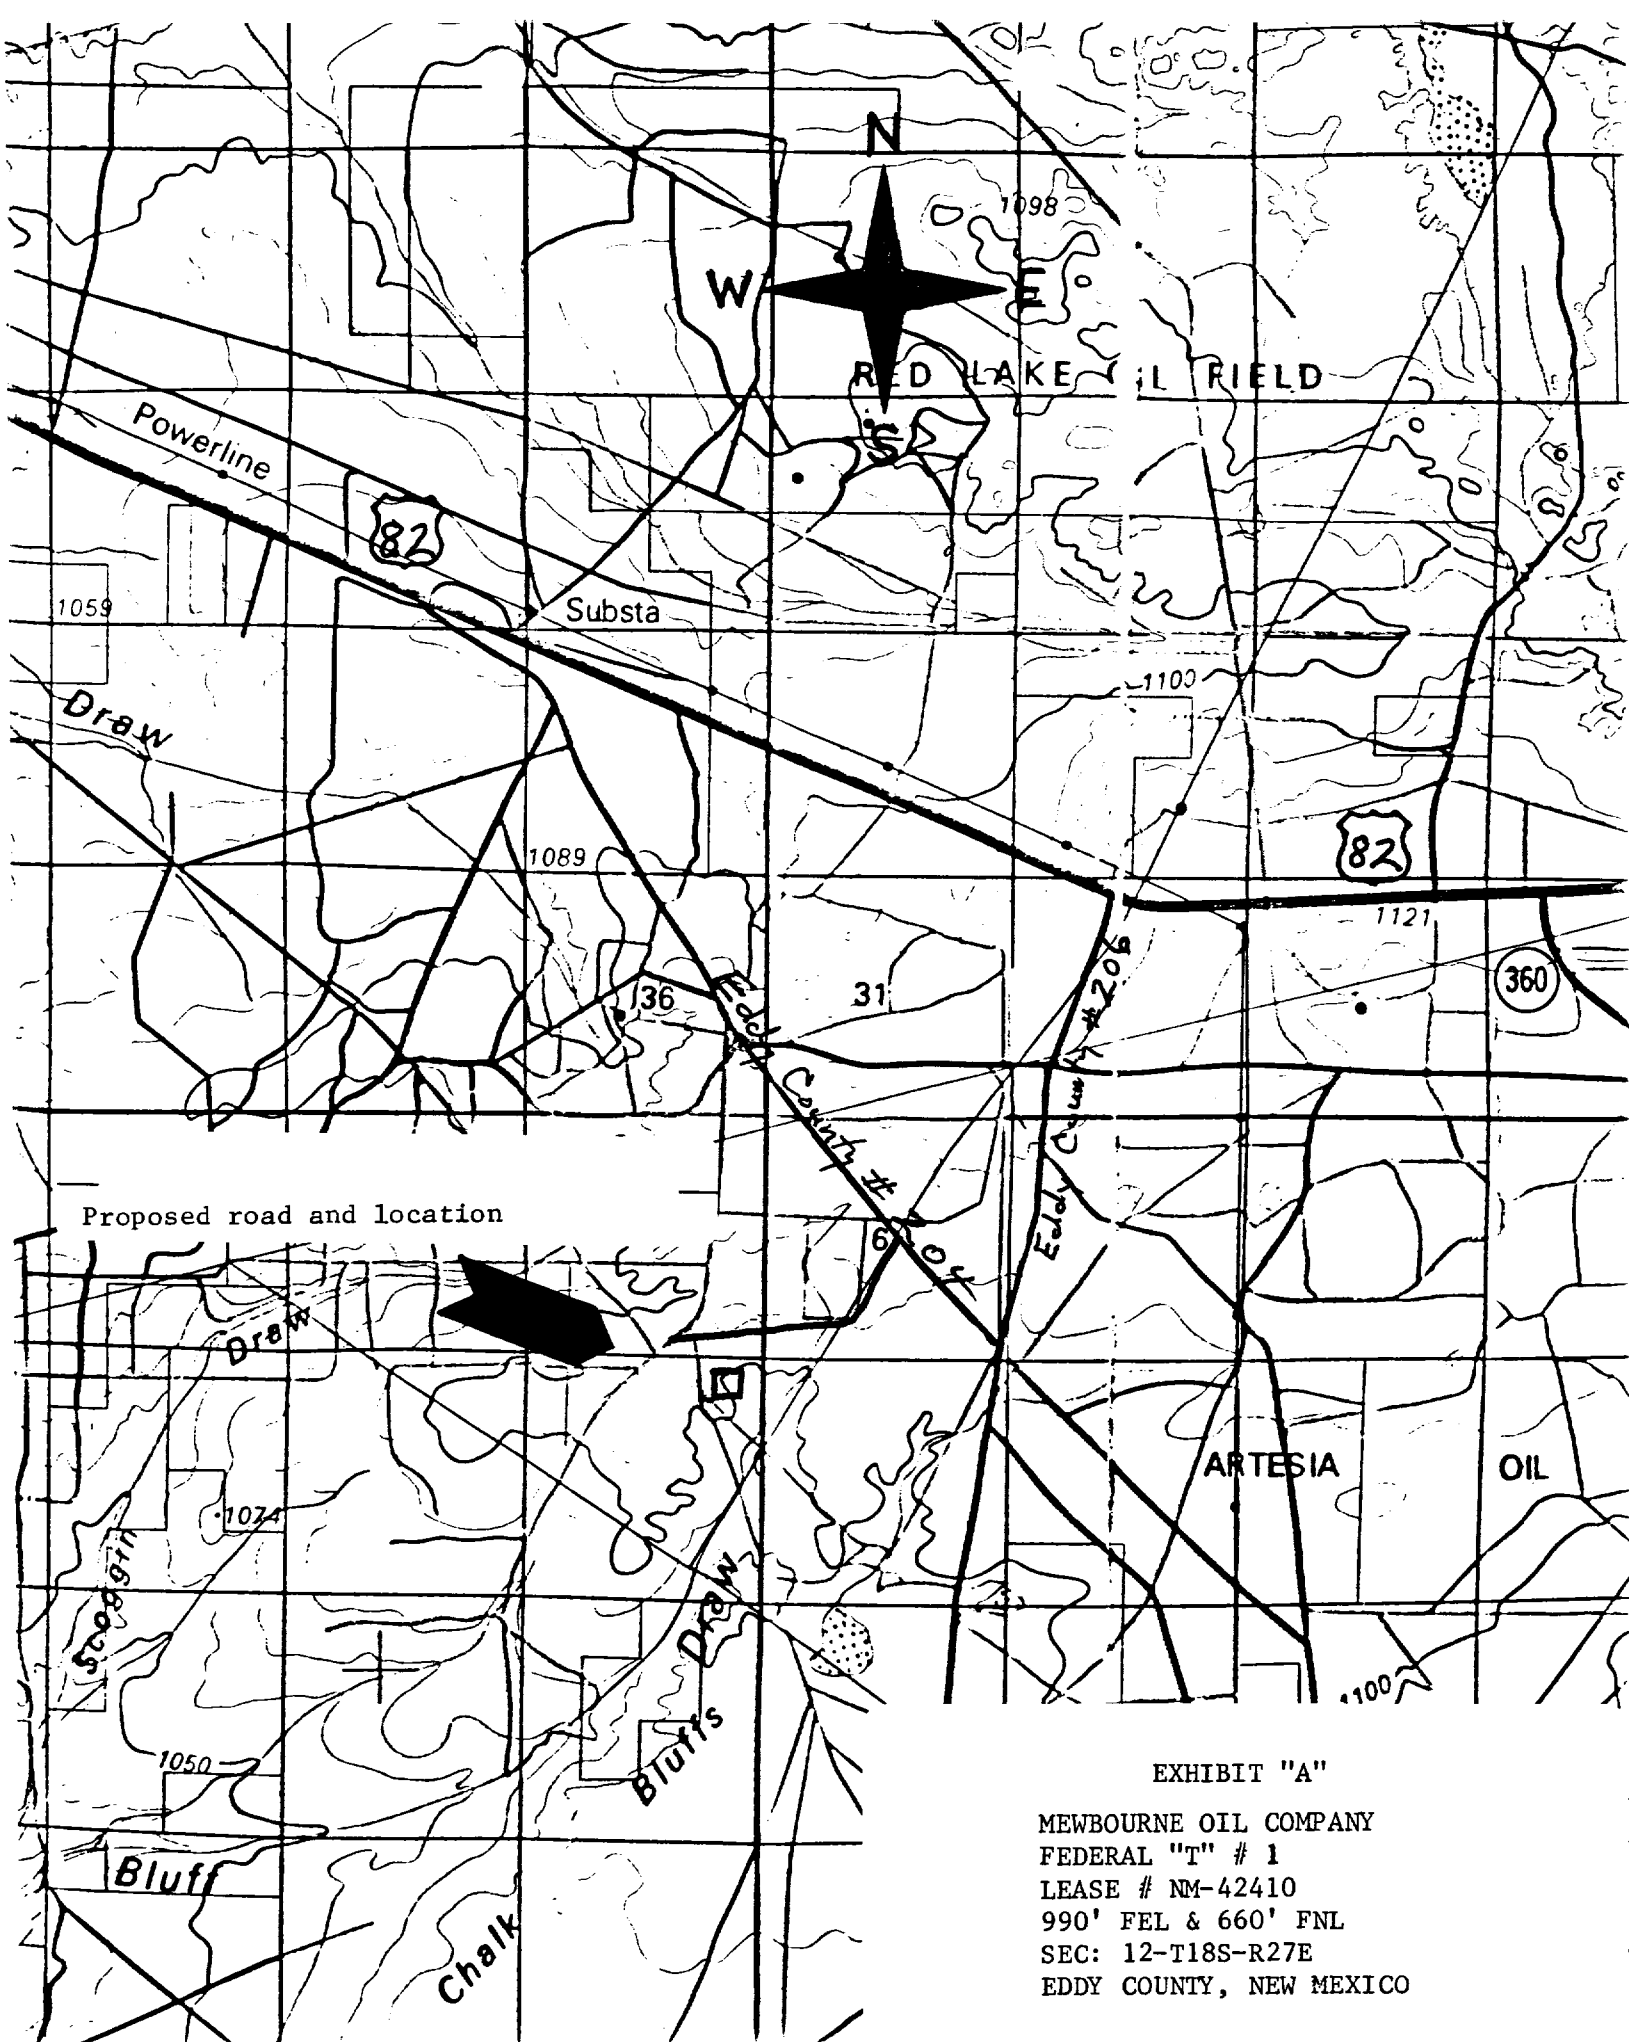 N
1098
W
E
RED LAKE OIL FIELD
S
Powerline
82
1059
Substa
1100
Draw
1089
82
1121
360
36
31
Eddy County # 206
Eddy County # 204
Proposed road and location
6
Draw
ARTESIA OIL
1074
Scoggin
Draw
1100
Bluffs
1050
Bluff
Chalk
EXHIBIT "A"
MEWBOURNE OIL COMPANY
FEDERAL "T" # 1
LEASE # NM-42410
990' FEL & 660' FNL
SEC: 12-T18S-R27E
EDDY COUNTY, NEW MEXICO